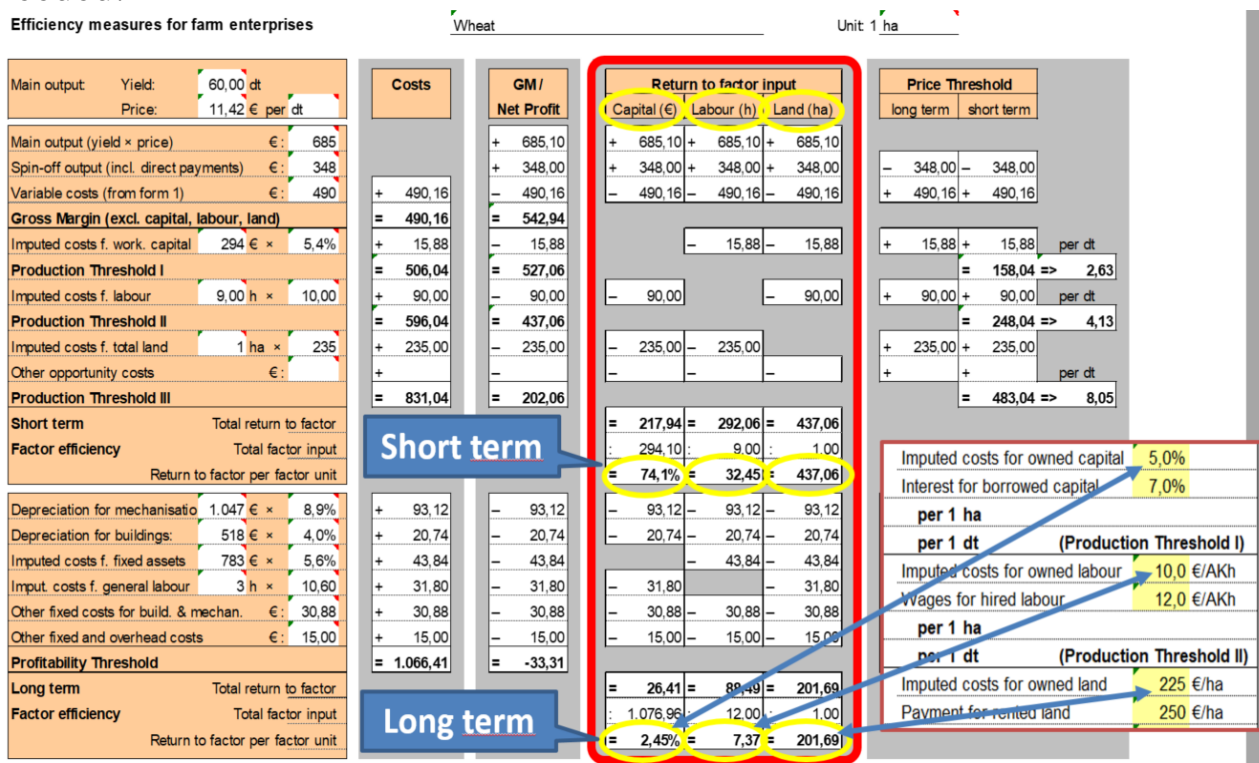 Efficiency measures for farm enterprises Wheat Unit: 1 ha
Main output: Yield: 60,00 dt Costs GM / Return to factor input Price Threshold
Price: 11,42 € per dt Net Profit Capital (€) Labour (h) Land (ha) long term short term
Main output (yield × price) €: 685 + 685,10 + 685,10 + 685,10 + 685,10
Spin-off output (incl. direct payments) €: 348 + 348,00 + 348,00 + 348,00 + 348,00 – 348,00 – 348,00
Variable costs (from form 1) €: 490 + 490,16 – 490,16 – 490,16 – 490,16 – 490,16 + 490,16 + 490,16
Gross Margin (excl. capital, labour, land) = 490,16 = 542,94
Imputed costs f. work. capital 294 € × 5,4% + 15,88 – 15,88 – 15,88 – 15,88 + 15,88 + 15,88 per dt
Production Threshold I = 506,04 = 527,06 = 158,04 => 2,63
Imputed costs f. labour 9,00 h × 10,00 + 90,00 – 90,00 – 90,00 – 90,00 + 90,00 + 90,00 per dt
Production Threshold II = 596,04 = 437,06 = 248,04 => 4,13
Imputed costs f. total land 1 ha × 235 + 235,00 – 235,00 – 235,00 – 235,00 + 235,00 + 235,00
Other opportunity costs €: + – – – – + + per dt
Production Threshold III = 831,04 = 202,06 = 483,04 => 8,05
Short term Total return to factor = 217,94 = 292,06 = 437,06
Factor efficiency Total factor input : 294,10 : 9,00 : 1,00
Return to factor per factor unit = 74,1% = 32,45 = 437,06
Short term
Depreciation for mechanisatio 1.047 € × 8,9% + 93,12 – 93,12 – 93,12 – 93,12 – 93,12
Depreciation for buildings: 518 € × 4,0% + 20,74 – 20,74 – 20,74 – 20,74 – 20,74
Imputed costs f. fixed assets 783 € × 5,6% + 43,84 – 43,84 – 43,84 – 43,84
Imput. costs f. general labour 3 h × 10,60 + 31,80 – 31,80 – 31,80 – 31,80
Other fixed costs for build. & mechan. €: 30,88 + 30,88 – 30,88 – 30,88 – 30,88 – 30,88
Other fixed and overhead costs €: 15,00 + 15,00 – 15,00 – 15,00 – 15,00 – 15,00
Profitability Threshold = 1.066,41 = -33,31
Long term Total return to factor = 26,41 = 88,49 = 201,69
Factor efficiency Total factor input : 1.076,96 : 12,00 : 1,00
Return to factor per factor unit = 2,45% = 7,37 = 201,69
Long term
Imputed costs for owned capital 5,0%
Interest for borrowed capital 7,0%
per 1 ha
per 1 dt (Production Threshold I)
Imputed costs for owned labour 10,0 €/AKh
Wages for hired labour 12,0 €/AKh
per 1 ha
per 1 dt (Production Threshold II)
Imputed costs for owned land 225 €/ha
Payment for rented land 250 €/ha